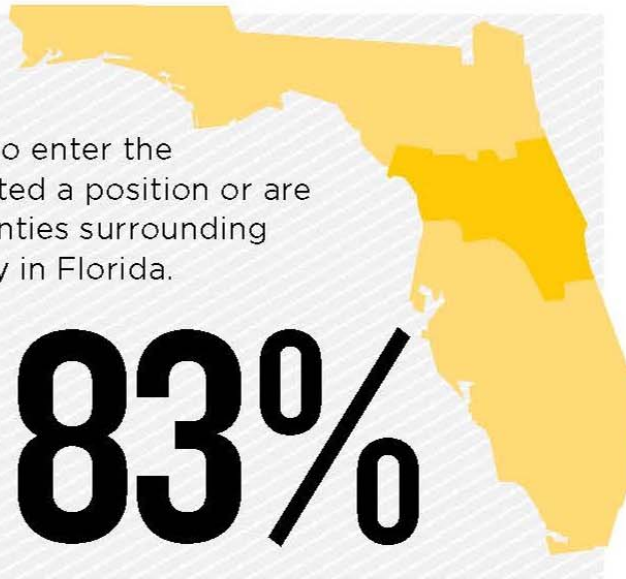 o enter the
ted a position or are
nties surrounding
y in Florida.
83%